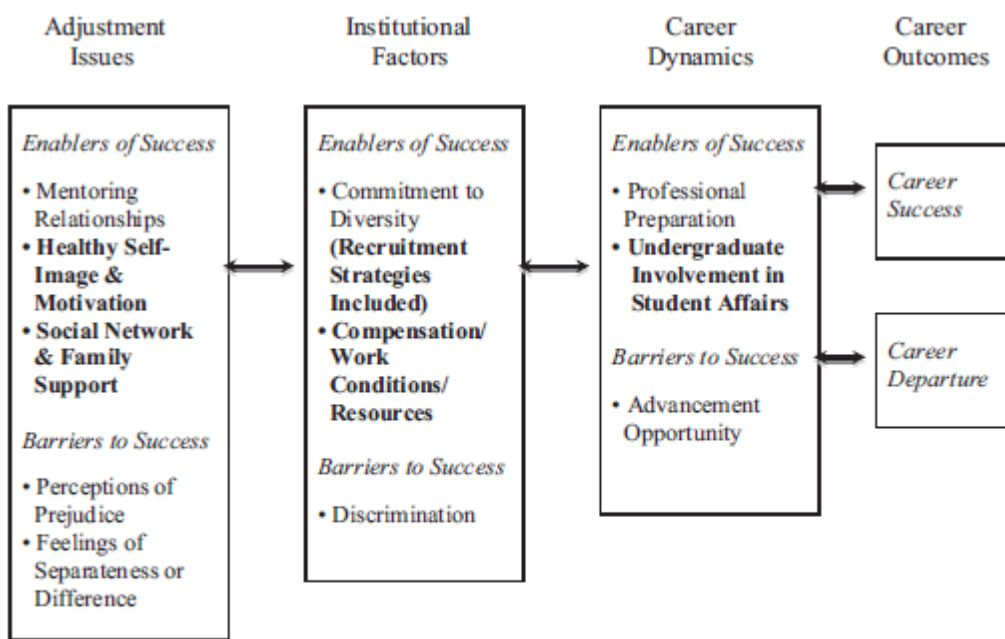 Adjustment
Issues
Institutional
Factors
Career
Dynamics
Career
Outcomes
Enablers of Success
• Mentoring
Relationships
• Healthy Self-
Image &
Motivation
• Social Network
& Family
Support
Barriers to Success
• Perceptions of
Prejudice
• Feelings of
Separateness or
Difference
Enablers of Success
• Commitment to
Diversity
(Recruitment
Strategies
Included)
• Compensation/
Work
Conditions/
Resources
Barriers to Success
• Discrimination
Enablers of Success
• Professional
Preparation
• Undergraduate
Involvement in
Student Affairs
Barriers to Success
• Advancement
Opportunity
Career
Success
Career
Departure